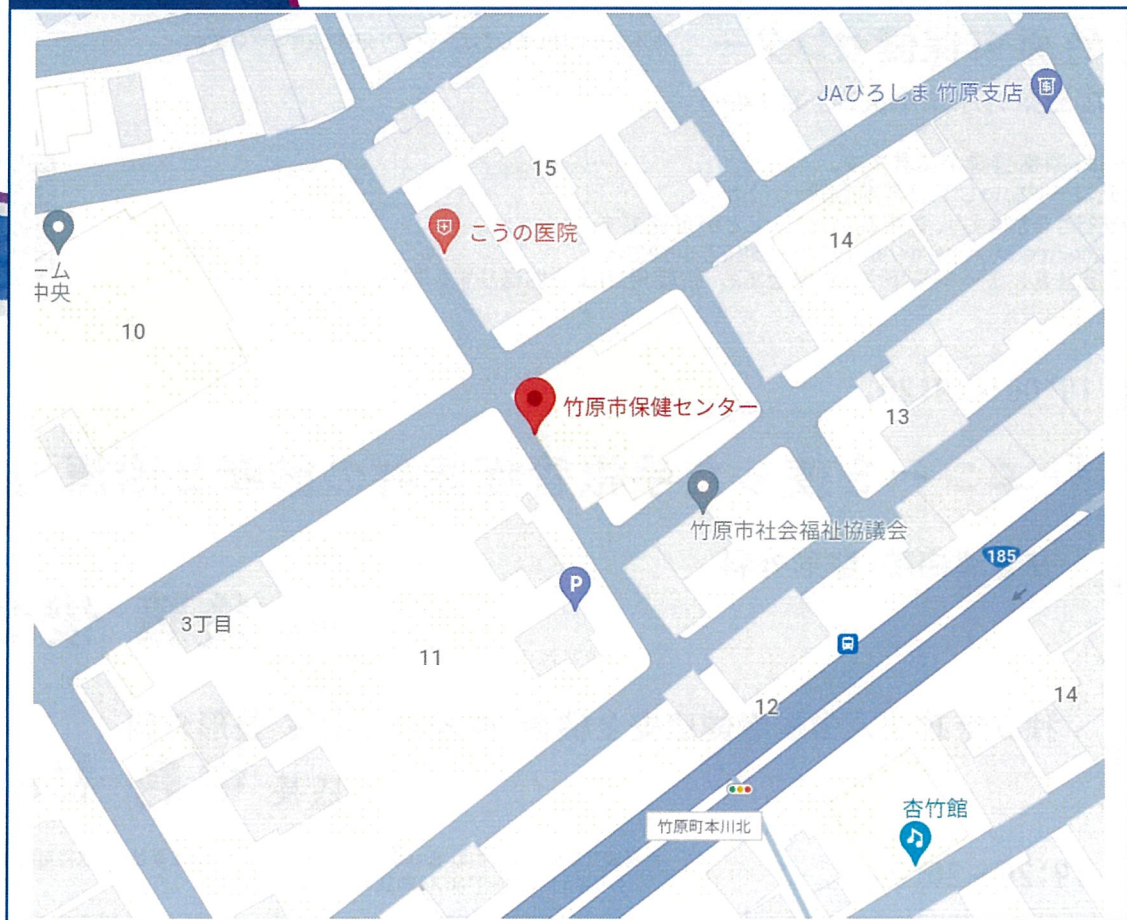 JAひろしま 竹原支店
15
こうの医院
14
ーム
中央
10
竹原市保健センター
13
竹原市社会福祉協議会
185
P
3丁目
11
14
12
杏竹館
竹原町本川北